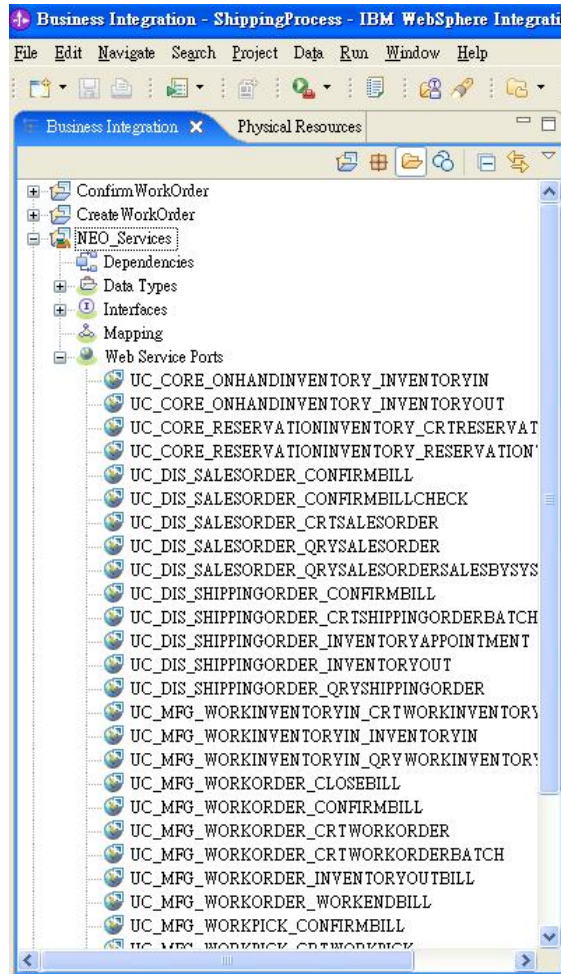 Business Integration - ShippingProcess - IBM WebSphere Integrati
File Edit Navigate Search Project Data Run Window Help
Business Integration Physical Resources
ConfirmWorkOrder
CreateWorkOrder
NEO_Services
Dependencies
Data Types
Interfaces
Mapping
Web Service Ports
UC_CORE_ONHANDINVENTORY_INVENTORYIN
UC_CORE_ONHANDINVENTORY_INVENTORYOUT
UC_CORE_RESERVATIONINVENTORY_CRTRESERVAT
UC_CORE_RESERVATIONINVENTORY_RESERVATION
UC_DIS_SALESORDER_CONFIRMBILL
UC_DIS_SALESORDER_CONFIRMBILLCHECK
UC_DIS_SALESORDER_CRTSALESORDER
UC_DIS_SALESORDER_QRYSALESORDER
UC_DIS_SALESORDER_QRYSALESORDERSALESBYSYS
UC_DIS_SHIPPINGORDER_CONFIRMBILL
UC_DIS_SHIPPINGORDER_CRTSHIPPINGORDERBATCH
UC_DIS_SHIPPINGORDER_INVENTORYAPPOINTMENT
UC_DIS_SHIPPINGORDER_INVENTORYOUT
UC_DIS_SHIPPINGORDER_QRYSHIPPINGORDER
UC_MFG_WORKINVENTORYIN_CRTWORKINVENTORY
UC_MFG_WORKINVENTORYIN_INVENTORYIN
UC_MFG_WORKINVENTORYIN_QRYWORKINVENTORY
UC_MFG_WORKORDER_CLOSEBILL
UC_MFG_WORKORDER_CONFIRMBILL
UC_MFG_WORKORDER_CRTWORKORDER
UC_MFG_WORKORDER_CRTWORKORDERBATCH
UC_MFG_WORKORDER_INVENTORYOUTBILL
UC_MFG_WORKORDER_WORKENDBILL
UC_MFG_WORKPICK_CONFIRMBILL
UC_MFG_WORKPICK_CRTWORKPICK